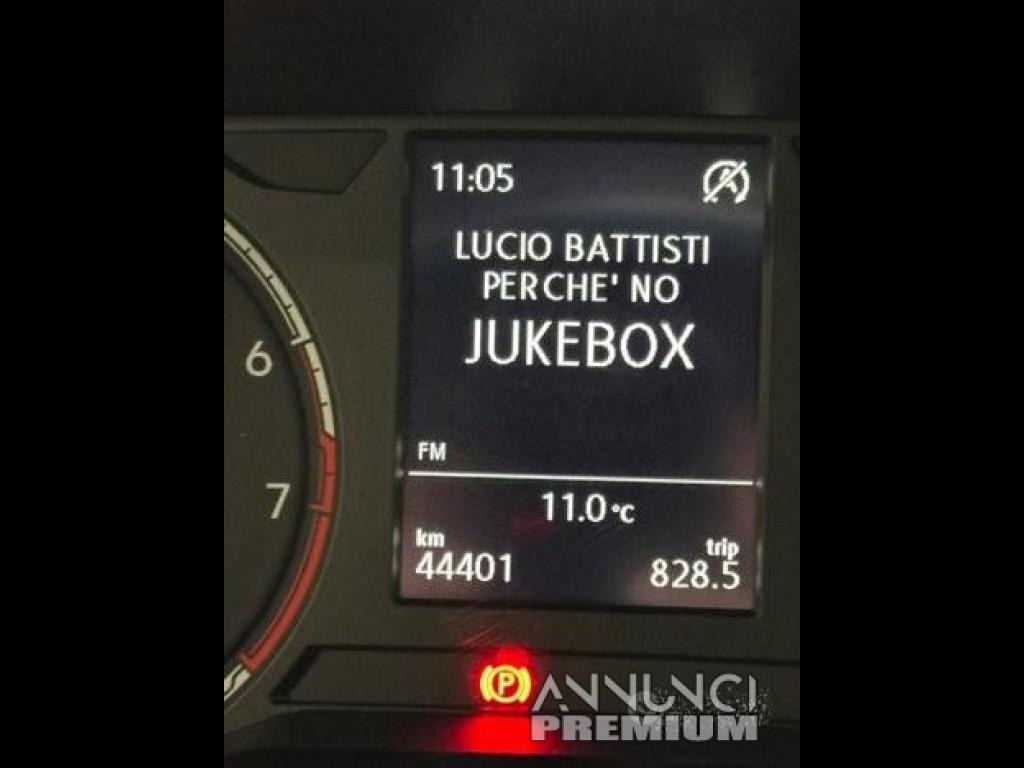 11:05
LUCIO BATTISTI
PERCHE' NO
JUKEBOX
6
7
FM
11.0 °C
km
trip
44401
828.5
P
ANNUNCI
PREMIUM